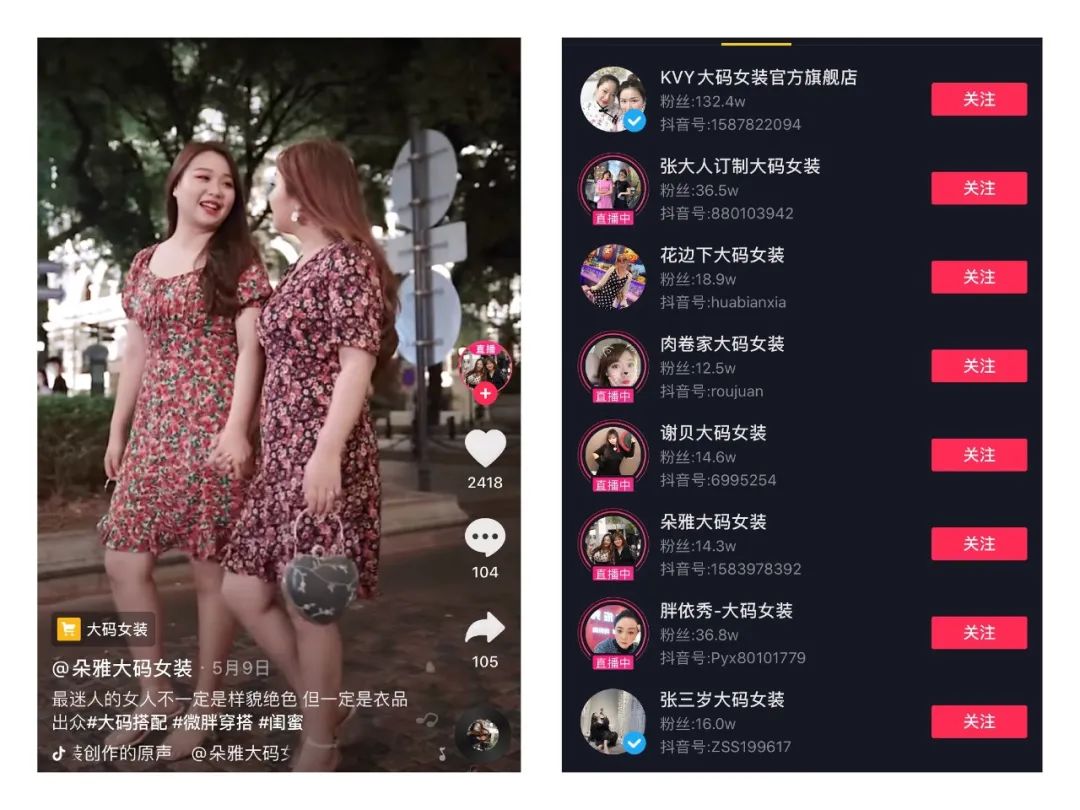 直播
2418
104
105
大码女装
@朵雅大码女装 · 5月9日
最迷人的女人不一定是样貌绝色 但一定是衣品
出众#大码搭配 #微胖穿搭 #闺蜜
创作的原声 @朵雅大码
KVY大码女装官方旗舰店
粉丝:132.4w
抖音号:1587822094
关注
张大人订制大码女装
粉丝:36.5w
抖音号:880103942
直播中
关注
花边下大码女装
粉丝:18.9w
抖音号:huabianxia
关注
肉卷家大码女装
粉丝:12.5w
抖音号:roujuan
直播中
关注
谢贝大码女装
粉丝:14.6w
抖音号:6995254
直播中
关注
朵雅大码女装
粉丝:14.3w
抖音号:1583978392
直播中
关注
胖依秀-大码女装
粉丝:36.8w
抖音号:Pyx80101779
直播中
关注
张三岁大码女装
粉丝:16.0w
抖音号:ZSS199617
关注